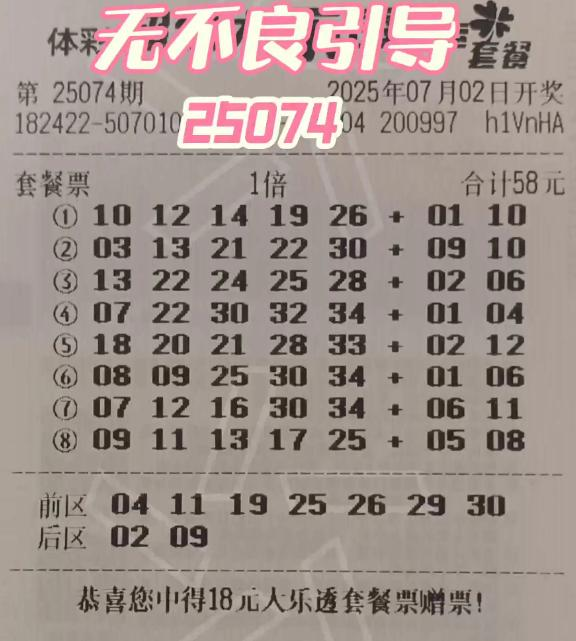 体彩
无不良引导
套餐
第 25074期 2025年07月02日开奖
182422-507010 04 200997 h1VnHA
25074
套餐票 1倍 合计58元
① 10 12 14 19 26 + 01 10
② 03 13 21 22 30 + 09 10
③ 13 22 24 25 28 + 02 06
④ 07 22 30 32 34 + 01 04
⑤ 18 20 21 28 33 + 02 12
⑥ 08 09 25 30 34 + 01 06
⑦ 07 12 16 30 34 + 06 11
⑧ 09 11 13 17 25 + 05 08
前区 04 11 19 25 26 29 30
后区 02 09
恭喜您中得18元大乐透套餐票赠票!